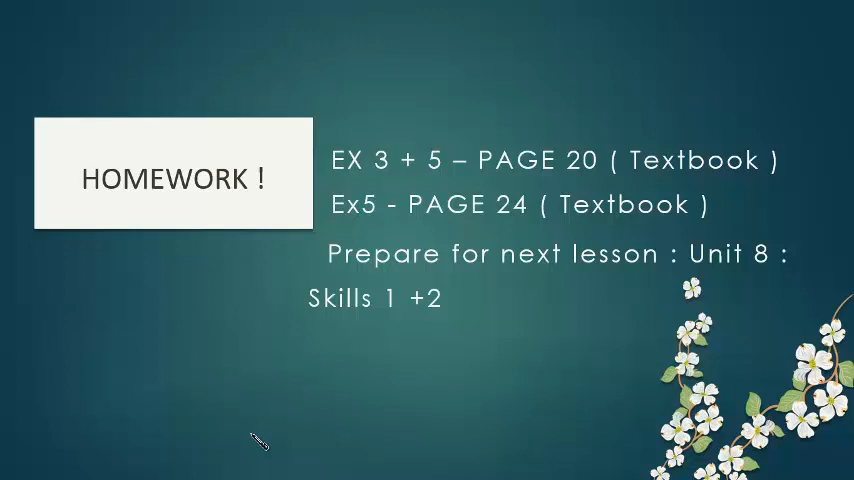 HOMEWORK !
EX 3 + 5 – PAGE 20 ( Textbook )
Ex5 - PAGE 24 ( Textbook )
Prepare for next lesson : Unit 8 :
Skills 1 +2